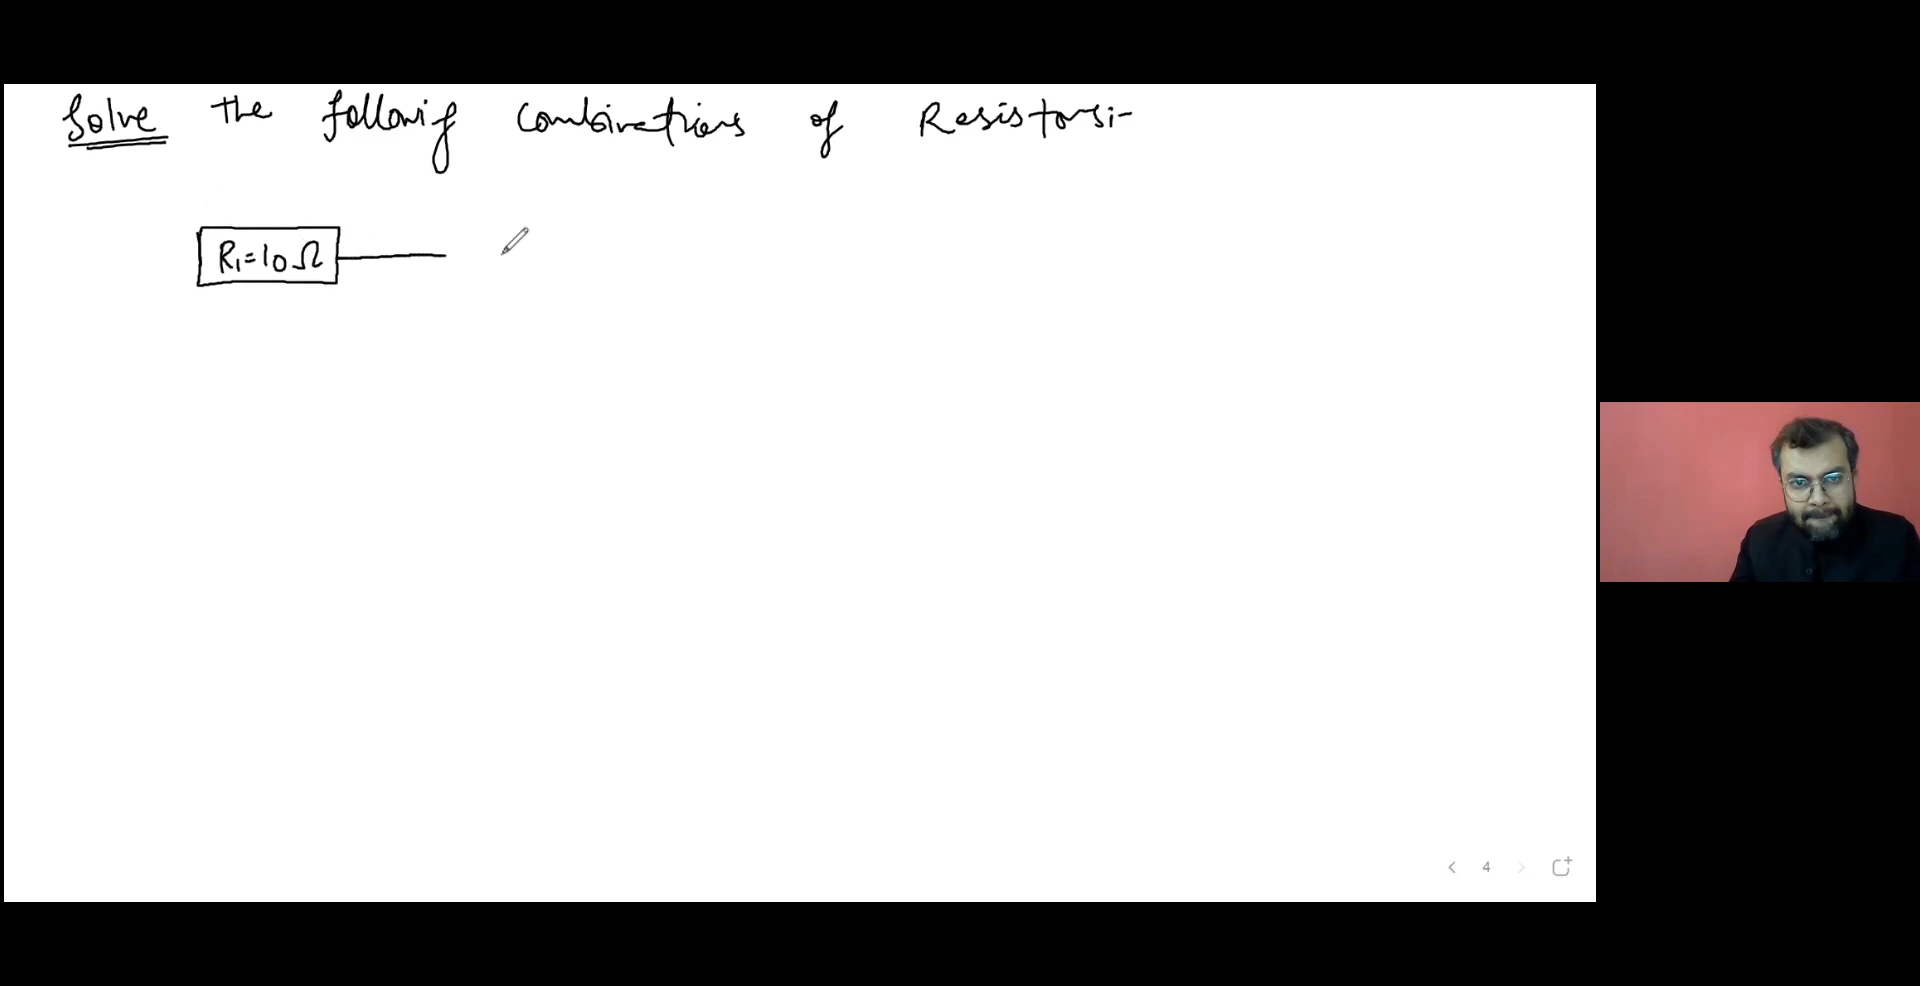 Solve the following combinations of Resistors:-
R₁=10Ω
4